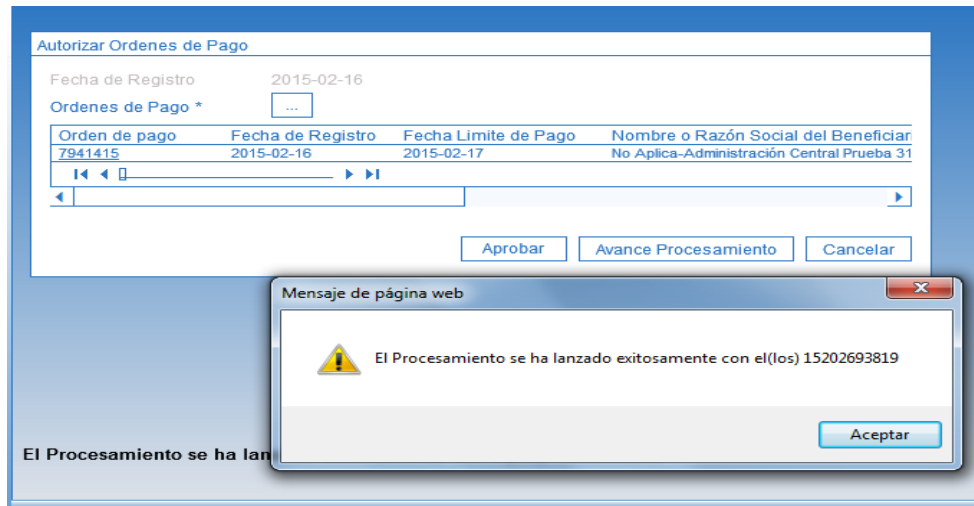 Autorizar Ordenes de Pago
Fecha de Registro 2015-02-16
Ordenes de Pago * ...
Orden de pago Fecha de Registro Fecha Limite de Pago Nombre o Razón Social del Beneficiari
7941415 2015-02-16 2015-02-17 No Aplica-Administración Central Prueba 31
Aprobar Avance Procesamiento Cancelar
Mensaje de página web
El Procesamiento se ha lanzado exitosamente con el(los) 15202693819
Aceptar
El Procesamiento se ha lan